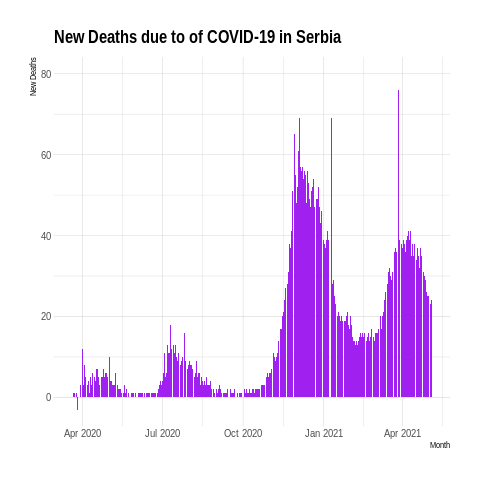 New Deaths due to of COVID-19 in Serbia
New Deaths
80
60
40
20
0
Apr 2020 Jul 2020 Oct 2020 Jan 2021 Apr 2021
Month